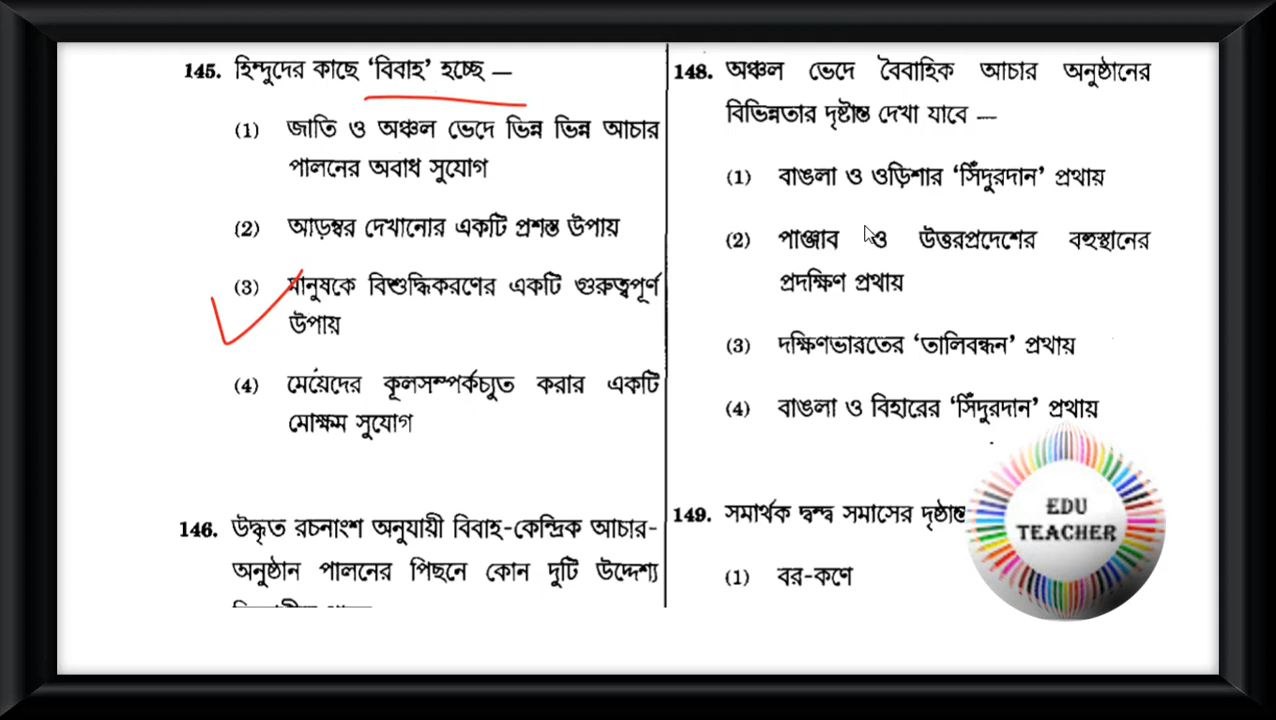 145. হিন্দুদের কাছে ‘বিবাহ’ হচ্ছে —
(1) জাতি ও অঞ্চল ভেদে ভিন্ন ভিন্ন আচার
পালনের অবাধ সুযোগ
(2) আড়ম্বর দেখানোর একটি প্রশস্ত উপায়
(3) মানুষকে বিশুদ্ধিকরণের একটি গুরুত্বপূর্ণ
উপায়
(4) মেয়েদের কূলসম্পর্কচ্যুত করার একটি
মোক্ষম সুযোগ
146. উদ্ধৃত রচনাংশ অনুযায়ী বিবাহ-কেন্দ্রিক আচার-
অনুষ্ঠান পালনের পিছনে কোন দুটি উদ্দেশ্য
148. অঞ্চল ভেদে বৈবাহিক আচার অনুষ্ঠানের
বিভিন্নতার দৃষ্টান্ত দেখা যাবে —
(1) বাঙলা ও ওড়িশার ‘সিঁদুরদান’ প্রথায়
(2) পাঞ্জাব ও উত্তরপ্রদেশের বহুস্থানের
প্রদক্ষিণ প্রথায়
(3) দক্ষিণভারতের ‘তালিবন্ধন’ প্রথায়
(4) বাঙলা ও বিহারের ‘সিঁদুরদান’ প্রথায়
149. সমার্থক দ্বন্দ্ব সমাসের দৃষ্ঠান্ত
(1) বর-কণে
EDU
TEACHER